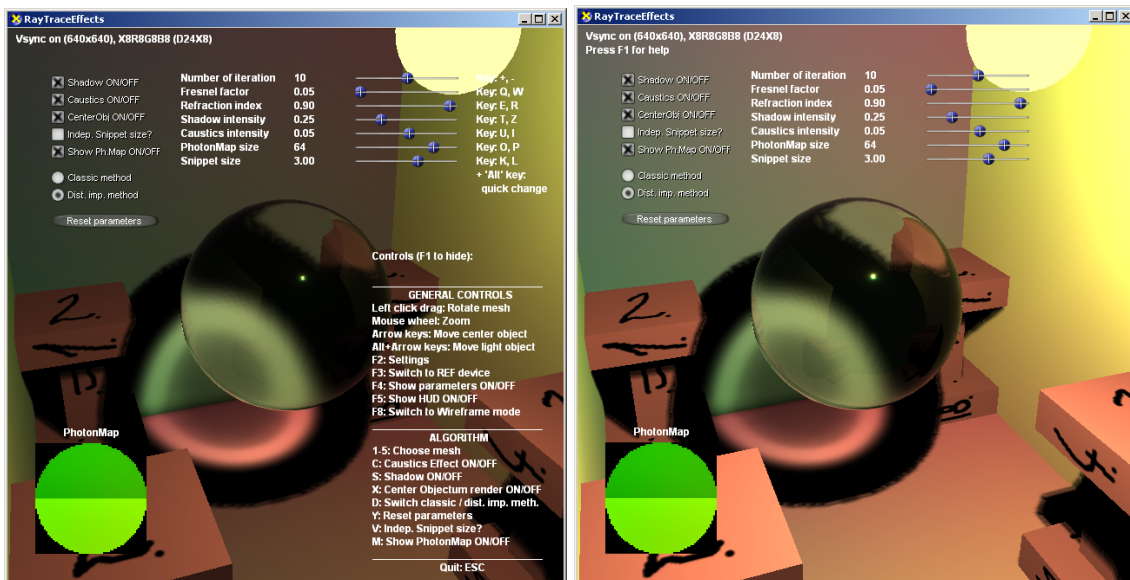 RayTraceEffects
Vsync on (640x640), X8R8G8B8 (D24X8)
Shadow ON/OFF
Caustics ON/OFF
CenterObj ON/OFF
Indep. Snippet size?
Show Ph.Map ON/OFF
Classic method
Dist. imp. method
Reset parameters
Number of iteration 10 Key: +, -
Fresnel factor 0.05 Key: Q, W
Refraction index 0.90 Key: E, R
Shadow intensity 0.25 Key: T, Z
Caustics intensity 0.05 Key: U, I
PhotonMap size 64 Key: O, P
Snippet size 3.00 Key: K, L
+ 'Alt' key:
quick change
Controls (F1 to hide):
GENERAL CONTROLS
Left click drag: Rotate mesh
Mouse wheel: Zoom
Arrow keys: Move center object
Alt+Arrow keys: Move light object
F2: Settings
F3: Switch to REF device
F4: Show parameters ON/OFF
F5: Show HUD ON/OFF
F8: Switch to Wireframe mode
ALGORITHM
1-5: Choose mesh
C: Caustics Effect ON/OFF
S: Shadow ON/OFF
X: Center Objectum render ON/OFF
D: Switch classic / dist. imp. meth.
Y: Reset parameters
V: Indep. Snippet size?
M: Show PhotonMap ON/OFF
Quit: ESC
2.
PhotonMap
RayTraceEffects
Vsync on (640x640), X8R8G8B8 (D24X8)
Press F1 for help
Shadow ON/OFF
Caustics ON/OFF
CenterObj ON/OFF
Indep. Snippet size?
Show Ph.Map ON/OFF
Classic method
Dist. imp. method
Reset parameters
Number of iteration 10
Fresnel factor 0.05
Refraction index 0.90
Shadow intensity 0.25
Caustics intensity 0.05
PhotonMap size 64
Snippet size 3.00
2.
PhotonMap